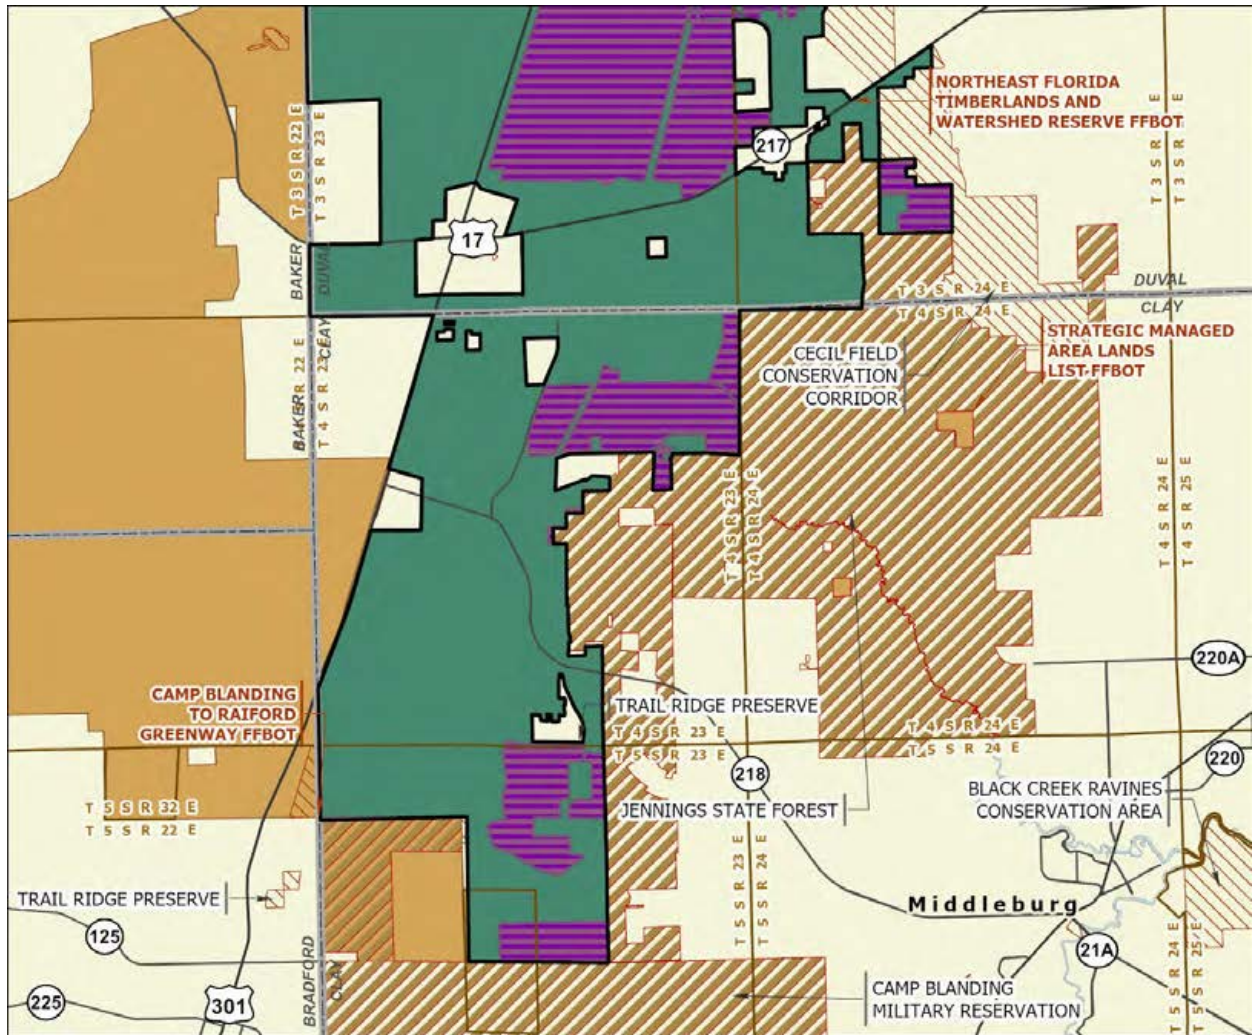 NORTHEAST FLORIDA
TIMBERLANDS AND
WATERSHED RESERVE FFBOT
217
T 3 S R 22 E
T 3 S R 23 E
T 3 S R E
T 3 S R E
17
BAKER
DUVAL
DUVAL
CLAY
T 3 S R 24 E
T 4 S R 24 E
STRATEGIC MANAGED
AREA LANDS
LIST-FFBOT
CECIL FIELD
CONSERVATION
CORRIDOR
CLAY
BAKER
T 4 S R 23 E
T 4 S R 23 E
T 4 S R 24 E
T 4 S R 24 E
T 4 S R 25 E
220A
CAMP BLANDING
TO RAIFORD
GREENWAY FFBOT
TRAIL RIDGE PRESERVE
T 4 S R 23 E
T 5 S R 23 E
T 4 S R 24 E
T 5 S R 24 E
218
220
T 5 S R 32 E
T 5 S R 22 E
JENNINGS STATE FOREST
BLACK CREEK RAVINES
CONSERVATION AREA
TRAIL RIDGE PRESERVE
T 5 S R 23 E
T 5 S R 24 E
Middleburg
125
21A
T 5 S R 24 E
T 5 S R 25 E
BRADFORD
CLAY
CAMP BLANDING
MILITARY RESERVATION
225
301